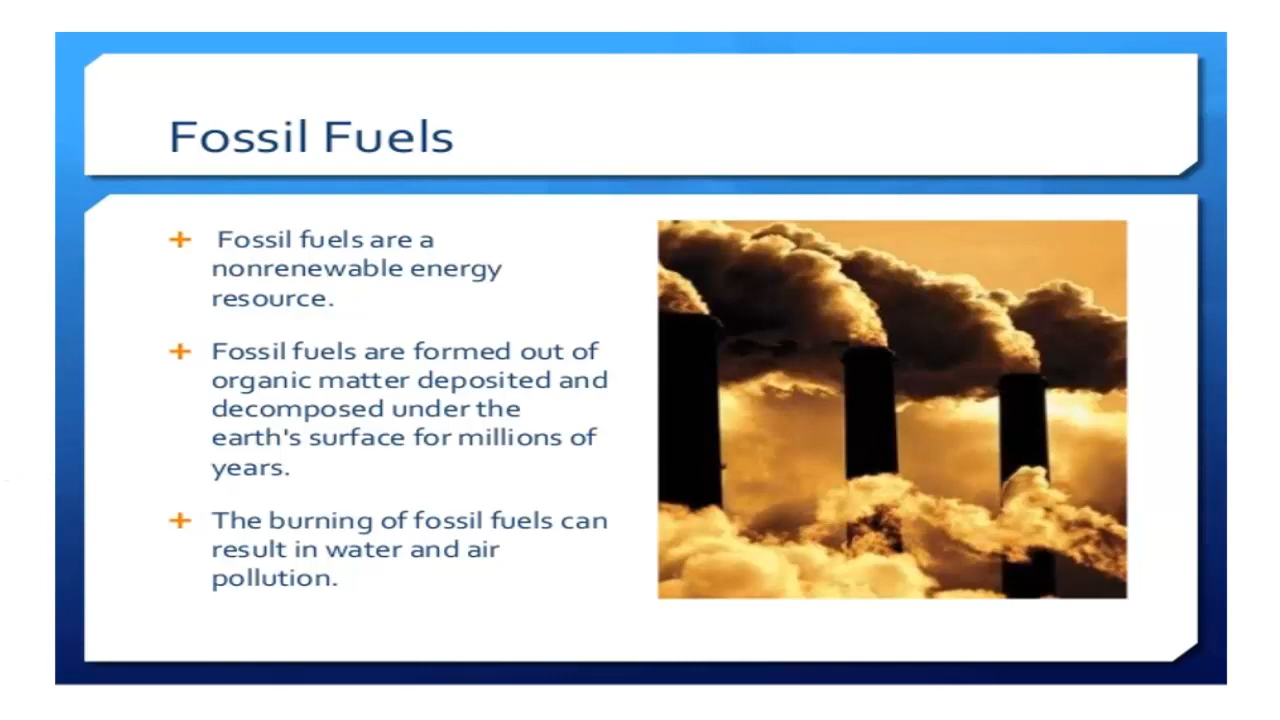 Fossil Fuels
Fossil fuels are a
nonrenewable energy
resource.
Fossil fuels are formed out of
organic matter deposited and
decomposed under the
earth's surface for millions of
years.
The burning of fossil fuels can
result in water and air
pollution.